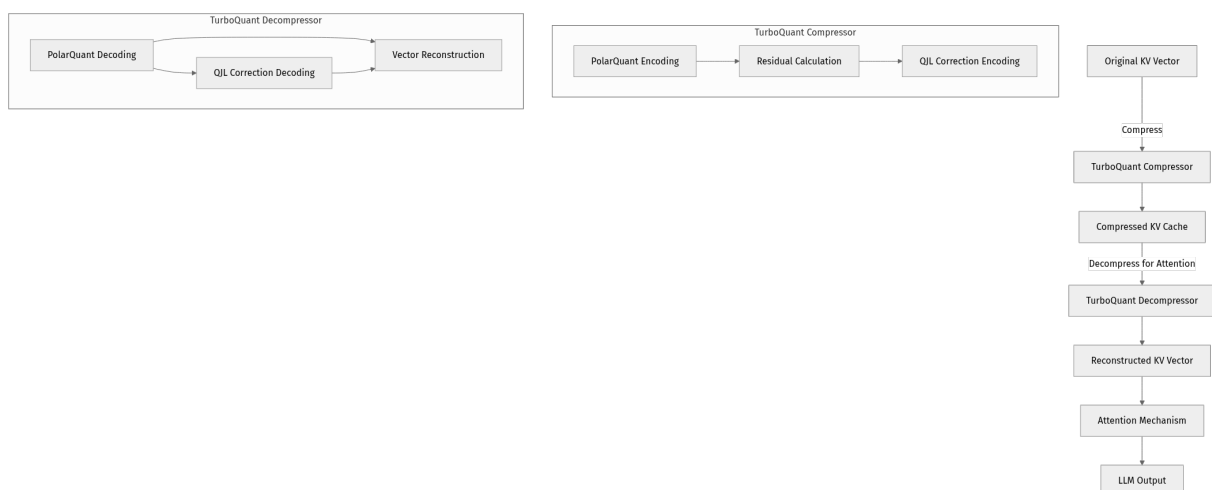 TurboQuant Decompressor
PolarQuant Decoding
QJL Correction Decoding
Vector Reconstruction
TurboQuant Compressor
PolarQuant Encoding
Residual Calculation
QJL Correction Encoding
Original KV Vector
Compress
TurboQuant Compressor
Compressed KV Cache
Decompress for Attention
TurboQuant Decompressor
Reconstructed KV Vector
Attention Mechanism
LLM Output